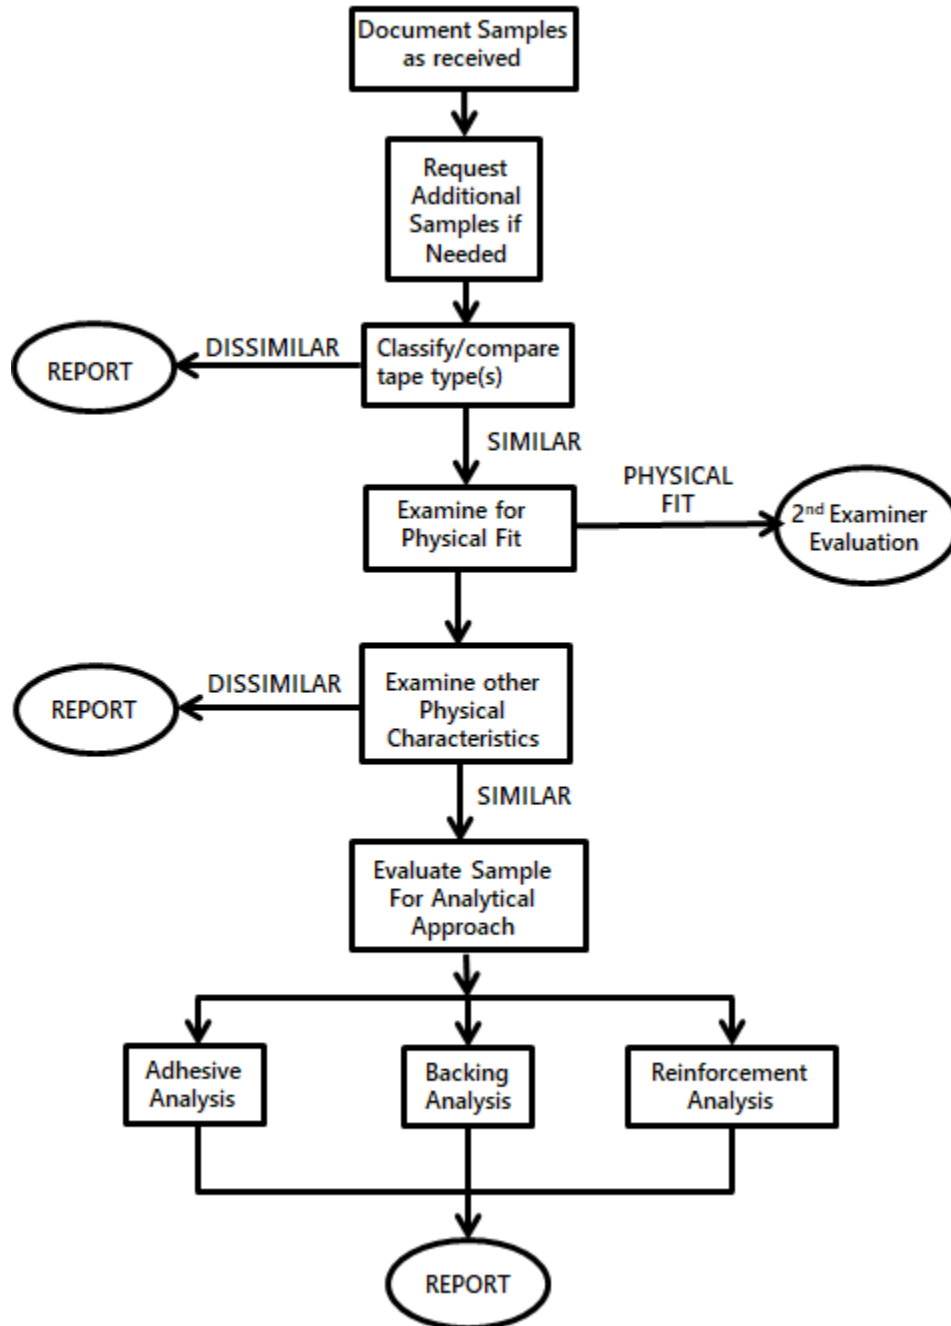 Document Samples
as received
Request
Additional
Samples if
Needed
DISSIMILAR
Classify/compare
tape type(s)
REPORT
SIMILAR
PHYSICAL
FIT
Examine for
Physical Fit
2nd Examiner
Evaluation
DISSIMILAR
Examine other
Physical
Characteristics
REPORT
SIMILAR
Evaluate Sample
For Analytical
Approach
Adhesive
Analysis
Backing
Analysis
Reinforcement
Analysis
REPORT